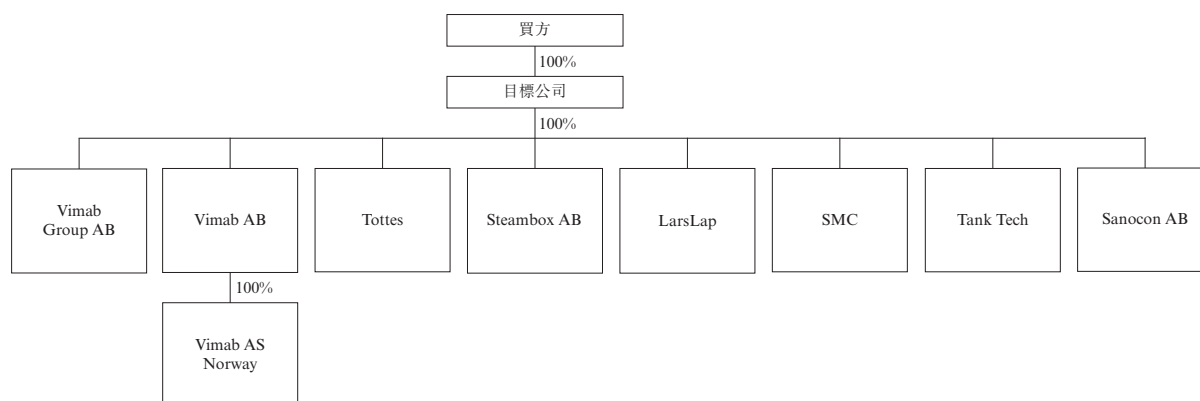 買方
100%
目標公司
100%
Vimab
Group AB
Vimab AB
Tottes
Steambox AB
LarsLap
SMC
Tank Tech
Sanocon AB
100%
Vimab AS
Norway